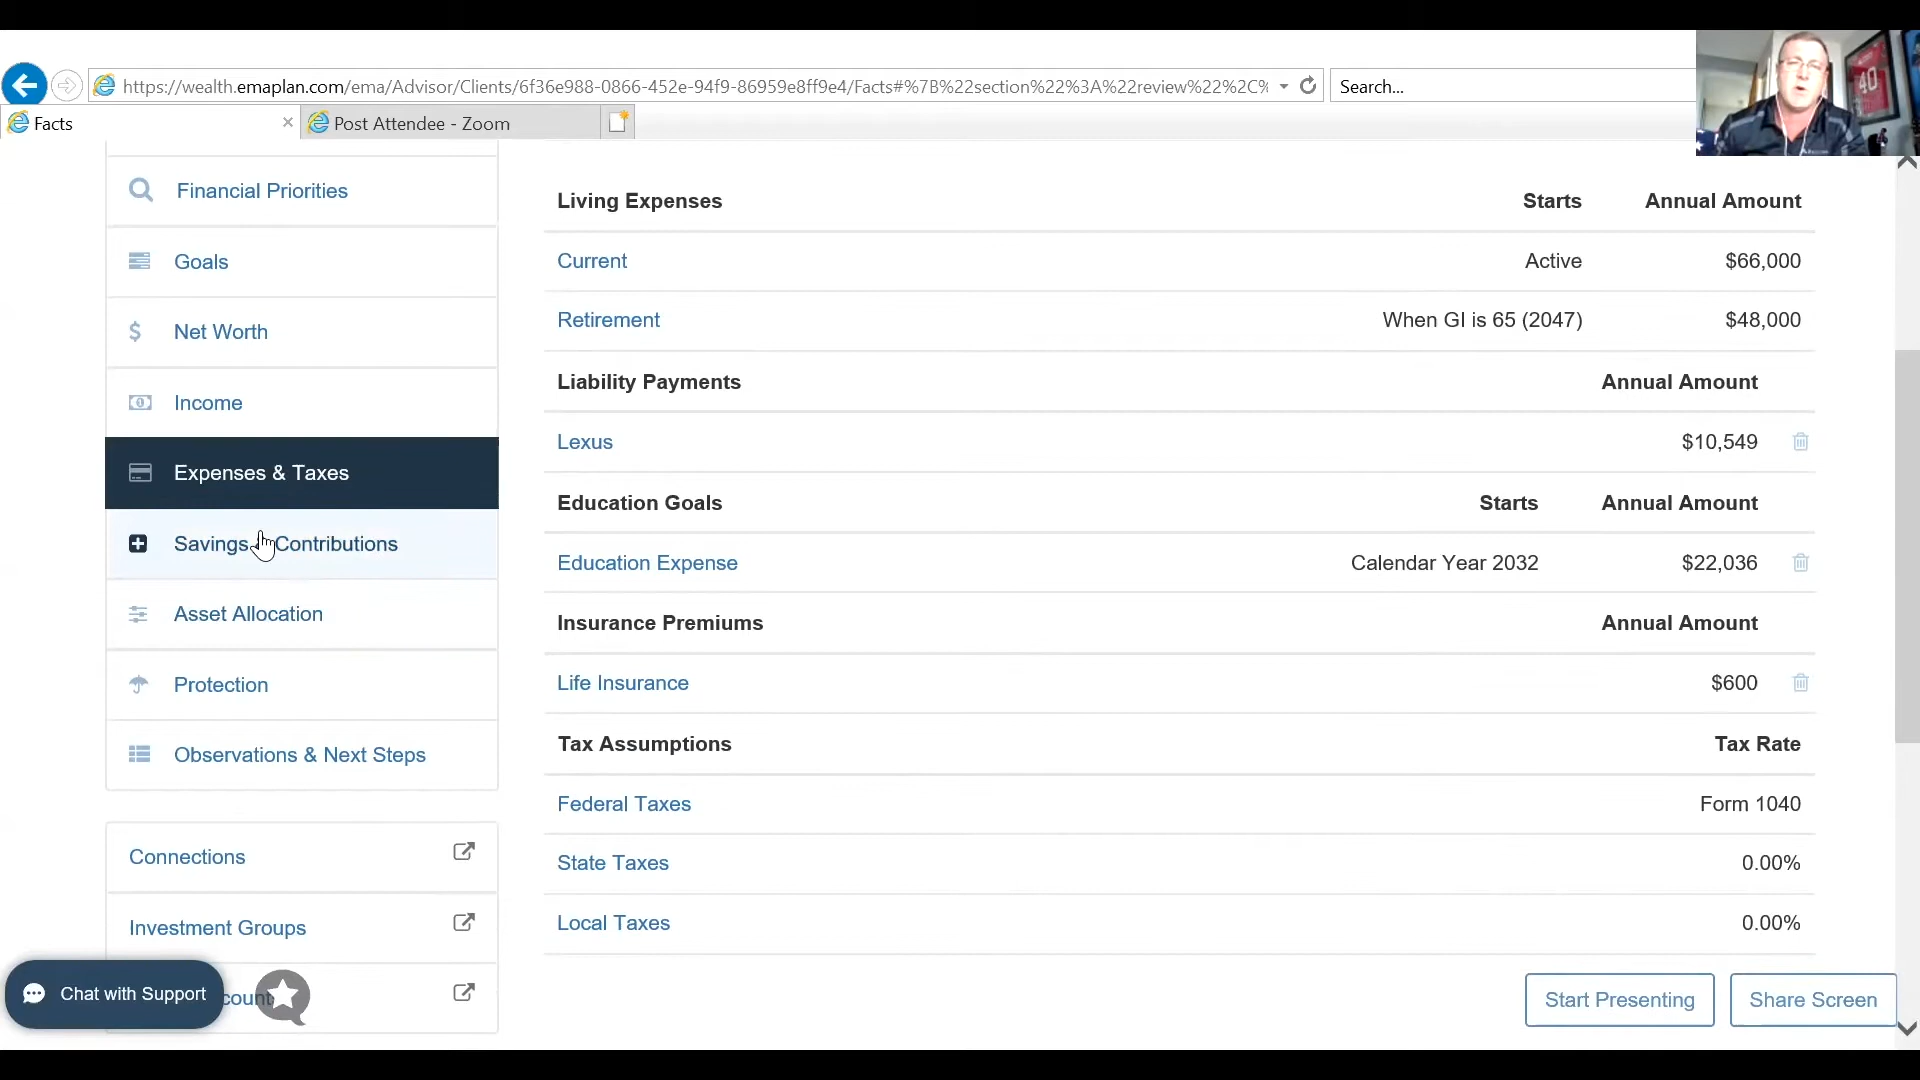 https://wealth.emaplan.com/ema/Advisor/Clients/6f36e988-0866-452e-94f9-86959e8ff9e4/Facts#%7B%22section%22%3A%22review%22%2C%
Search...
Facts
Post Attendee - Zoom
40
Financial Priorities
Goals
Net Worth
Income
Expenses & Taxes
Savings & Contributions
Asset Allocation
Protection
Observations & Next Steps
Connections
Investment Groups
Chat with Support
Living Expenses Starts Annual Amount
Current Active $66,000
Retirement When GI is 65 (2047) $48,000
Liability Payments Annual Amount
Lexus $10,549
Education Goals Starts Annual Amount
Education Expense Calendar Year 2032 $22,036
Insurance Premiums Annual Amount
Life Insurance $600
Tax Assumptions Tax Rate
Federal Taxes Form 1040
State Taxes 0.00%
Local Taxes 0.00%
Start Presenting
Share Screen